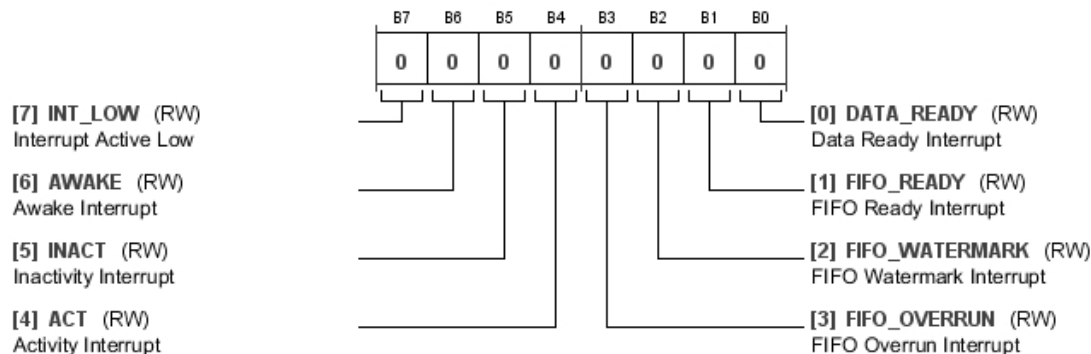 B7 B6 B5 B4 B3 B2 B1 B0
0 0 0 0 0 0 0 0
[7] INT_LOW (RW)
Interrupt Active Low
[6] AWAKE (RW)
Awake Interrupt
[5] INACT (RW)
Inactivity Interrupt
[4] ACT (RW)
Activity Interrupt
[0] DATA_READY (RW)
Data Ready Interrupt
[1] FIFO_READY (RW)
FIFO Ready Interrupt
[2] FIFO_WATERMARK (RW)
FIFO Watermark Interrupt
[3] FIFO_OVERRUN (RW)
FIFO Overrun Interrupt